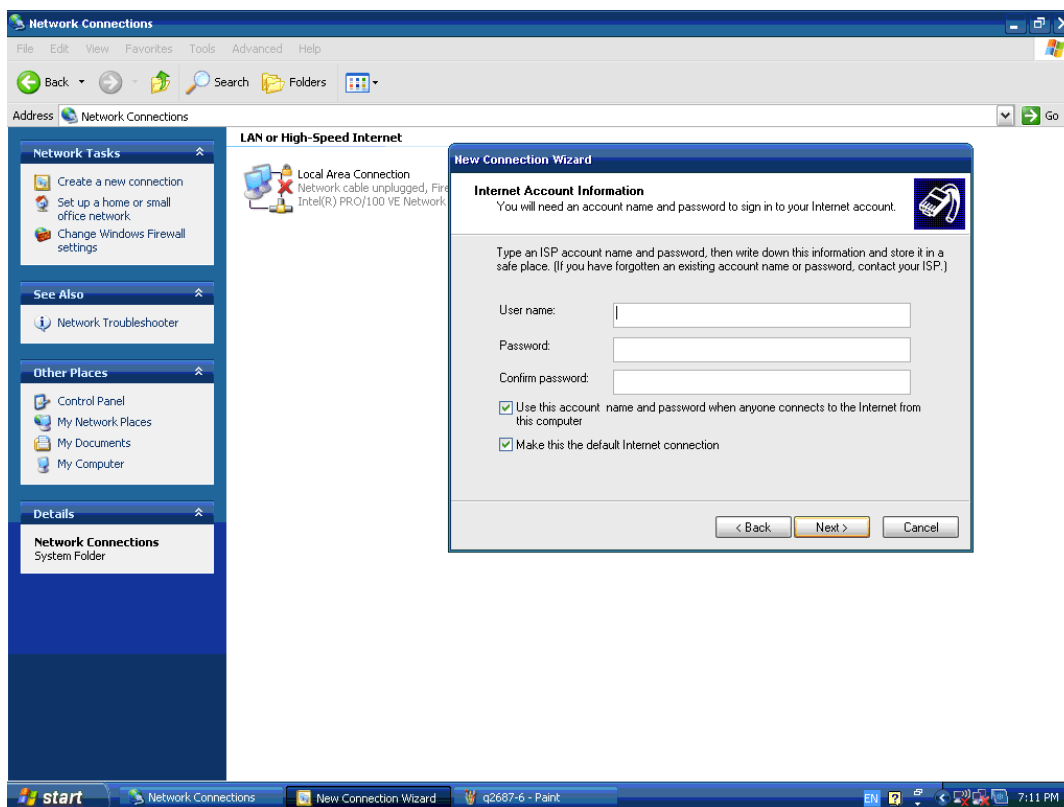 Network Connections
File Edit View Favorites Tools Advanced Help
Back Search Folders
Address Network Connections Go
LAN or High-Speed Internet
Network Tasks
Create a new connection
Set up a home or small
office network
Change Windows Firewall
settings
See Also
Network Troubleshooter
Other Places
Control Panel
My Network Places
My Documents
My Computer
Details
Network Connections
System Folder
Local Area Connection
Network cable unplugged, Fire
Intel(R) PRO/100 VE Network
New Connection Wizard
Internet Account Information
You will need an account name and password to sign in to your Internet account.
Type an ISP account name and password, then write down this information and store it in a
safe place. (If you have forgotten an existing account name or password, contact your ISP.)
User name:
Password:
Confirm password:
Use this account name and password when anyone connects to the Internet from
this computer
Make this the default Internet connection
< Back Next > Cancel
start Network Connections New Connection Wizard q2687-6 - Paint EN 7:11 PM